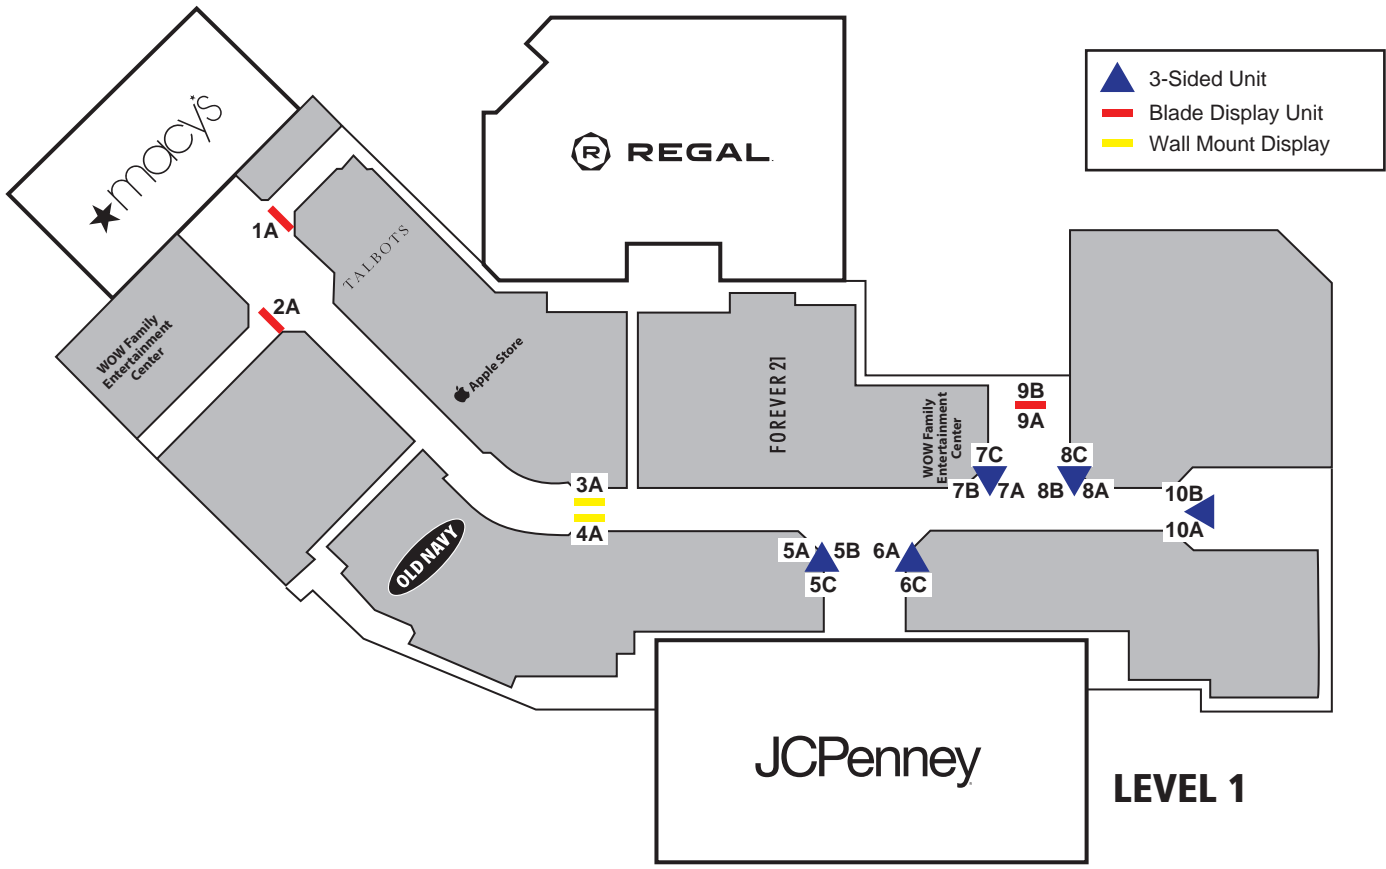 ★macy's
R REGAL
3-Sided Unit
Blade Display Unit
Wall Mount Display
1A
TALBOTS
2A
WOW Family
Entertainment
Center
Apple Store
FOREVER 21
WOW Family
Entertainment
Center
9B
9A
7C
7B
7A
8C
8B
8A
10B
10A
3A
4A
OLD NAVY
5A
5B
5C
6A
6C
JCPenney
LEVEL 1